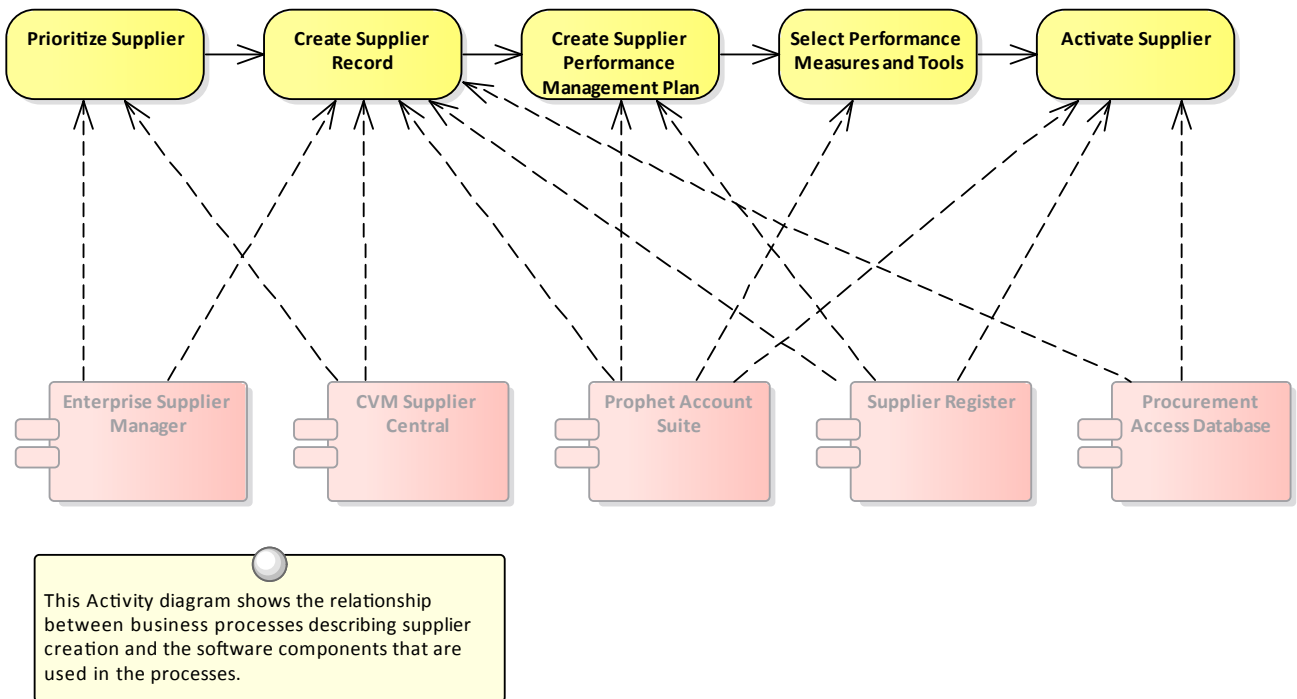 Prioritize Supplier
Create Supplier
Record
Create Supplier
Performance
Management Plan
Select Performance
Measures and Tools
Activate Supplier
Enterprise Supplier
Manager
CVM Supplier
Central
Prophet Account
Suite
Supplier Register
Procurement
Access Database
This Activity diagram shows the relationship
between business processes describing supplier
creation and the software components that are
used in the processes.